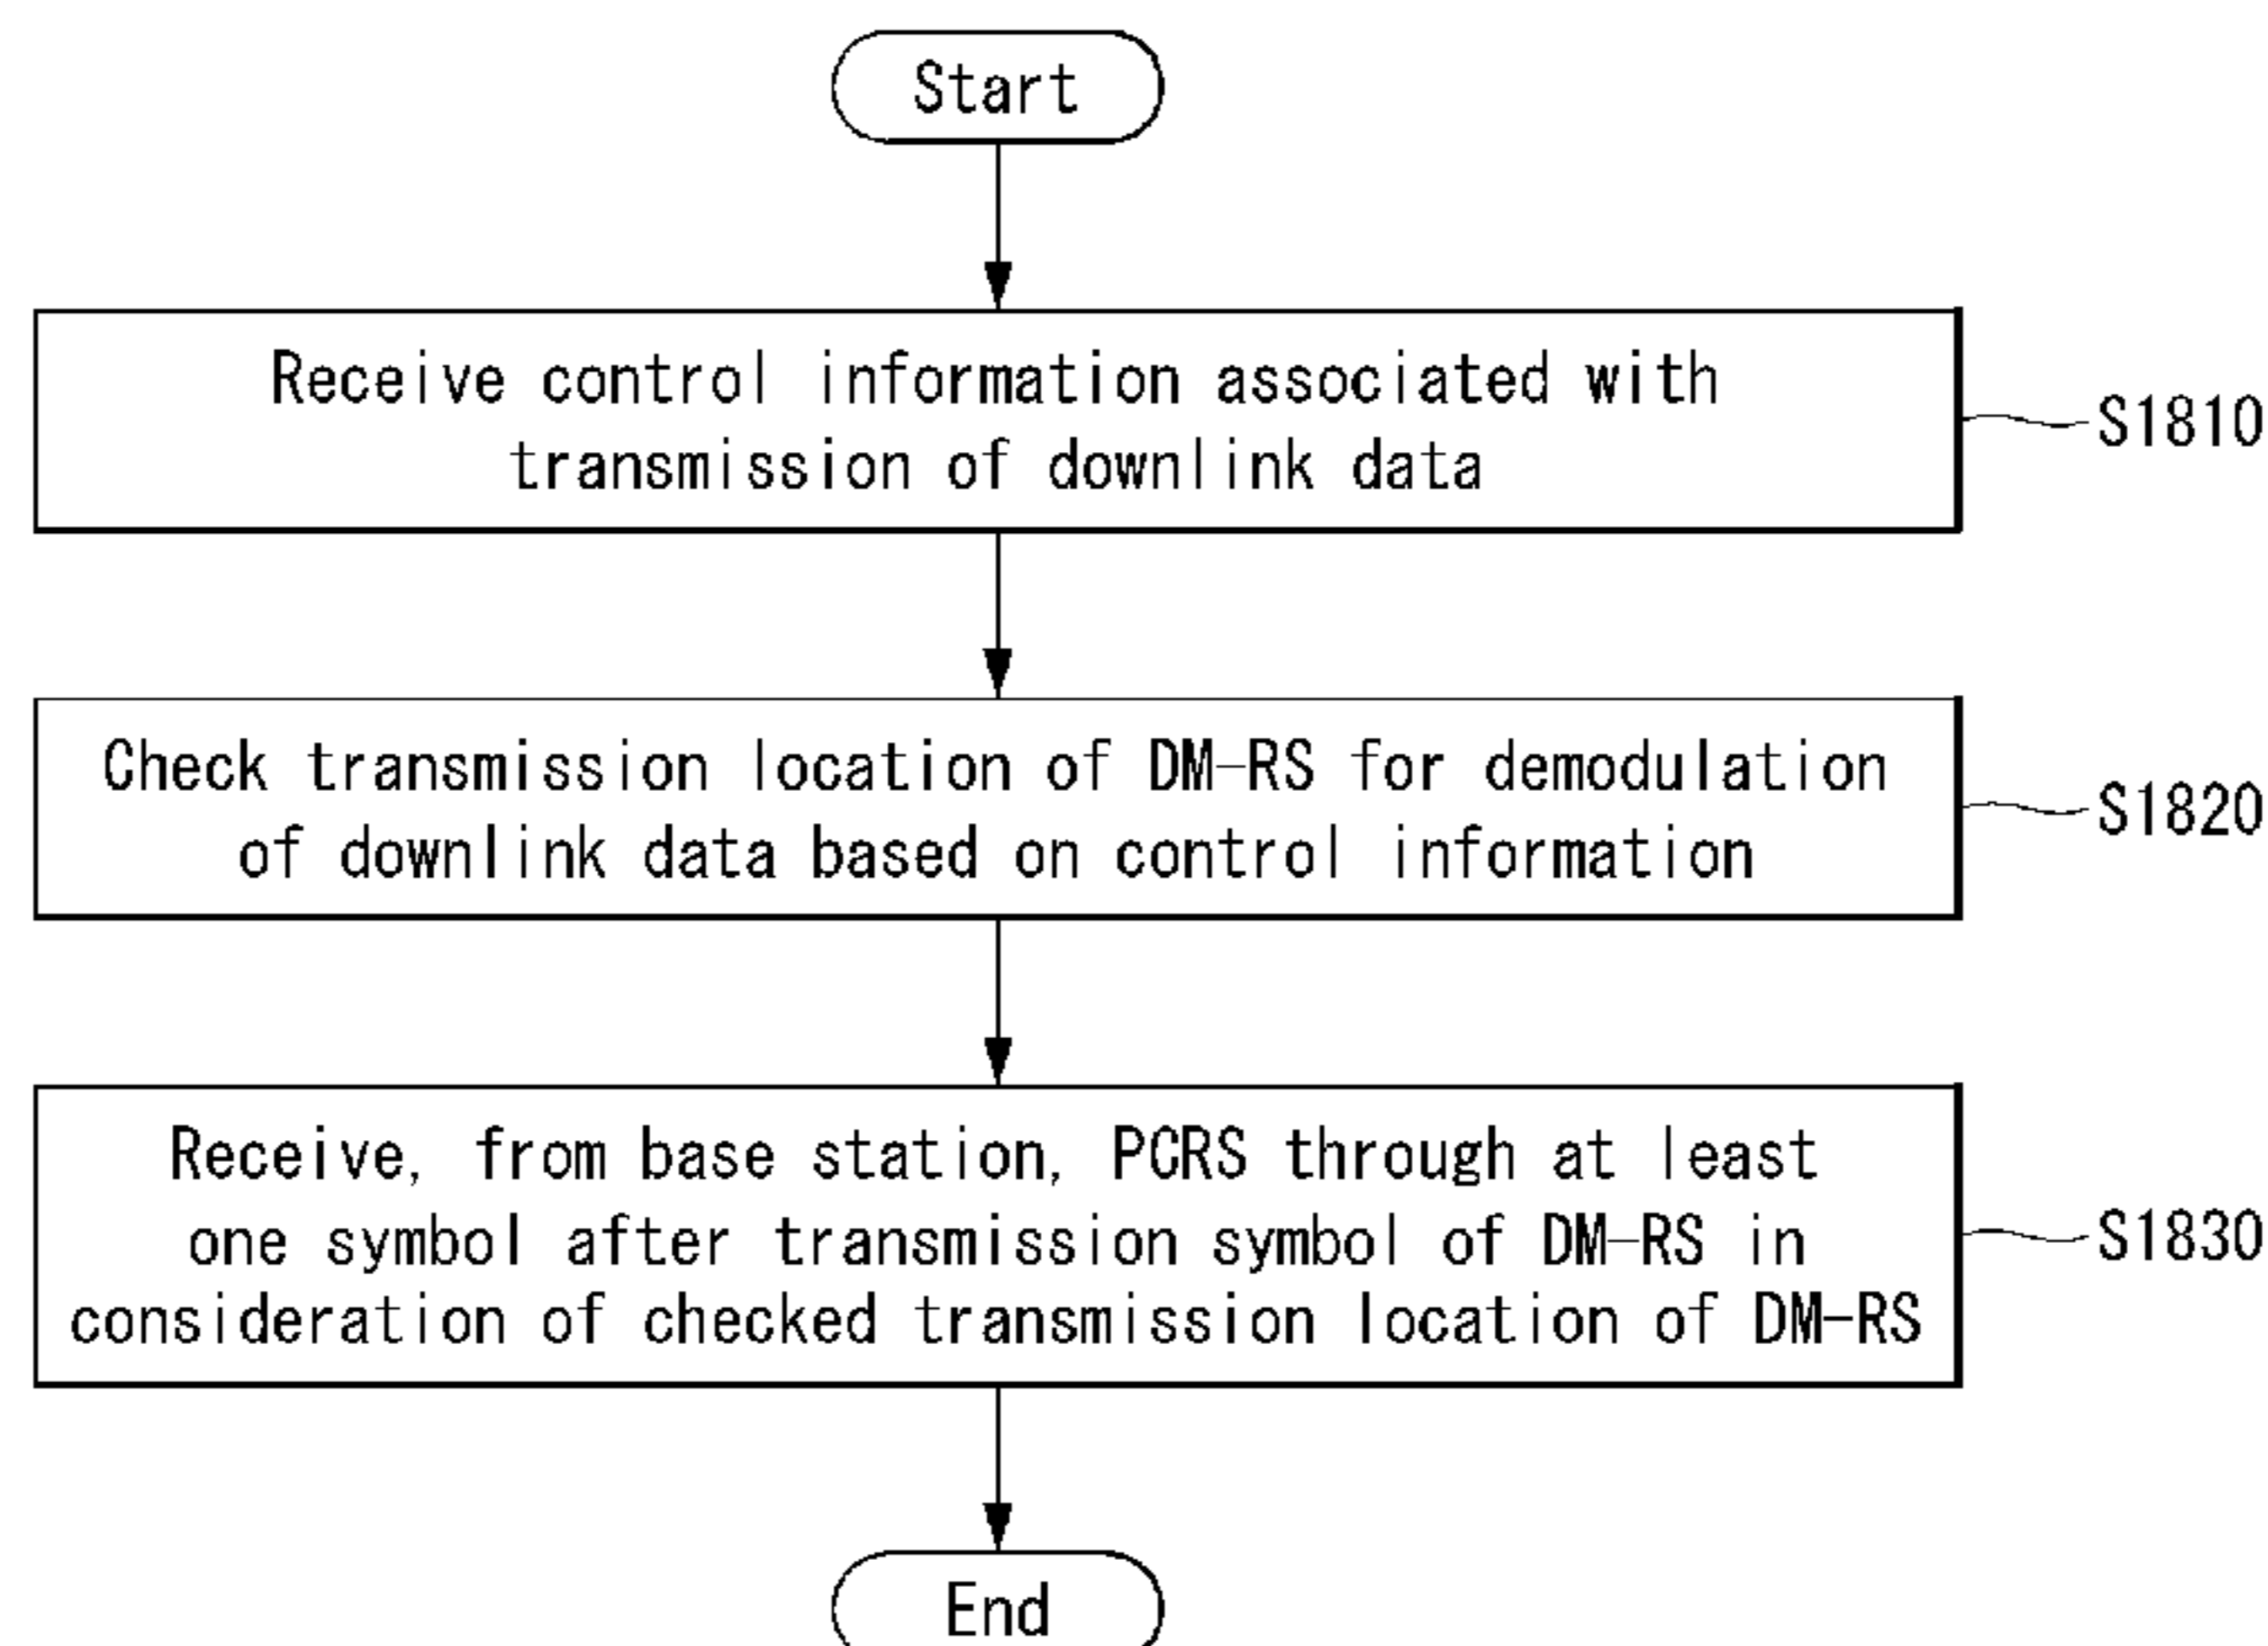 Start
Receive control information associated with
transmission of downlink data
S1810
Check transmission location of DM-RS for demodulation
of downlink data based on control information
S1820
Receive, from base station, PCRS through at least
one symbol after transmission symbol of DM-RS in
consideration of checked transmission location of DM-RS
S1830
End